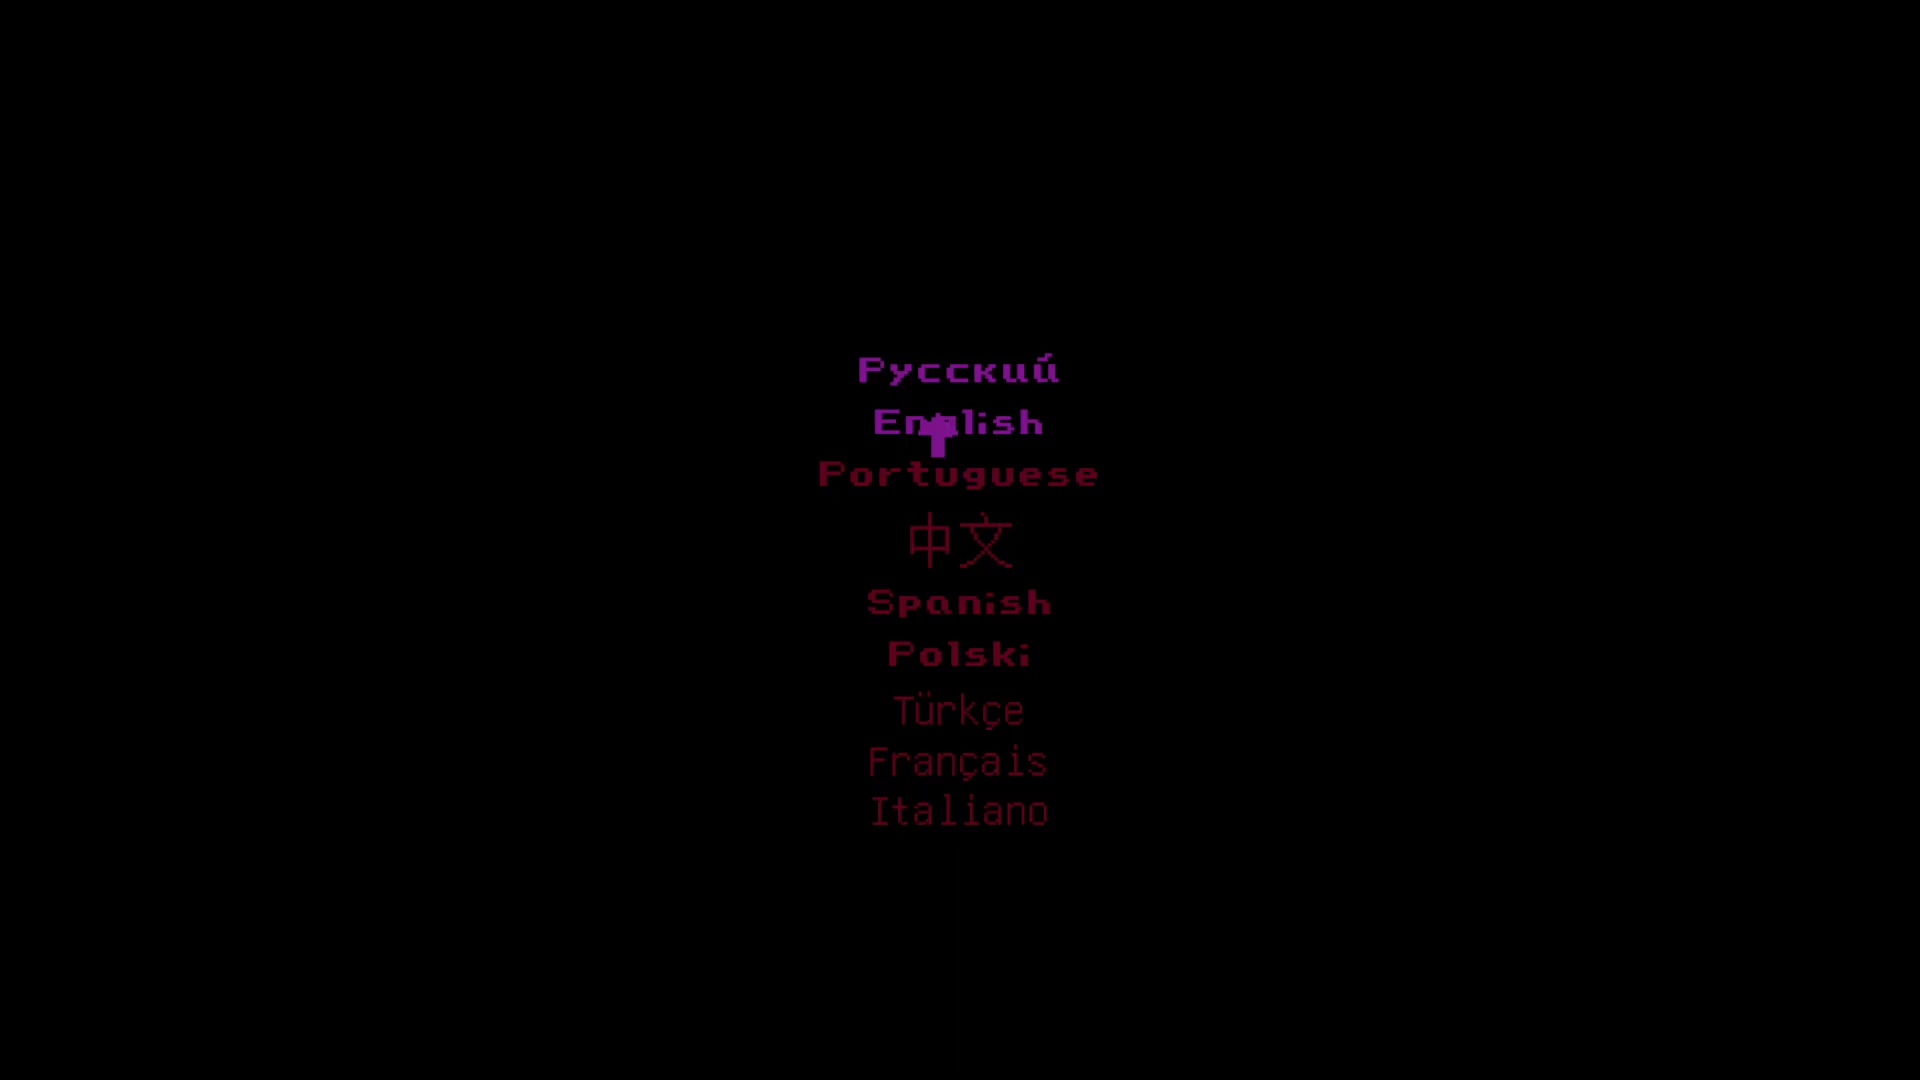 Русский
English
Portuguese
中文
Spanish
Polski
Türkçe
Français
Italiano